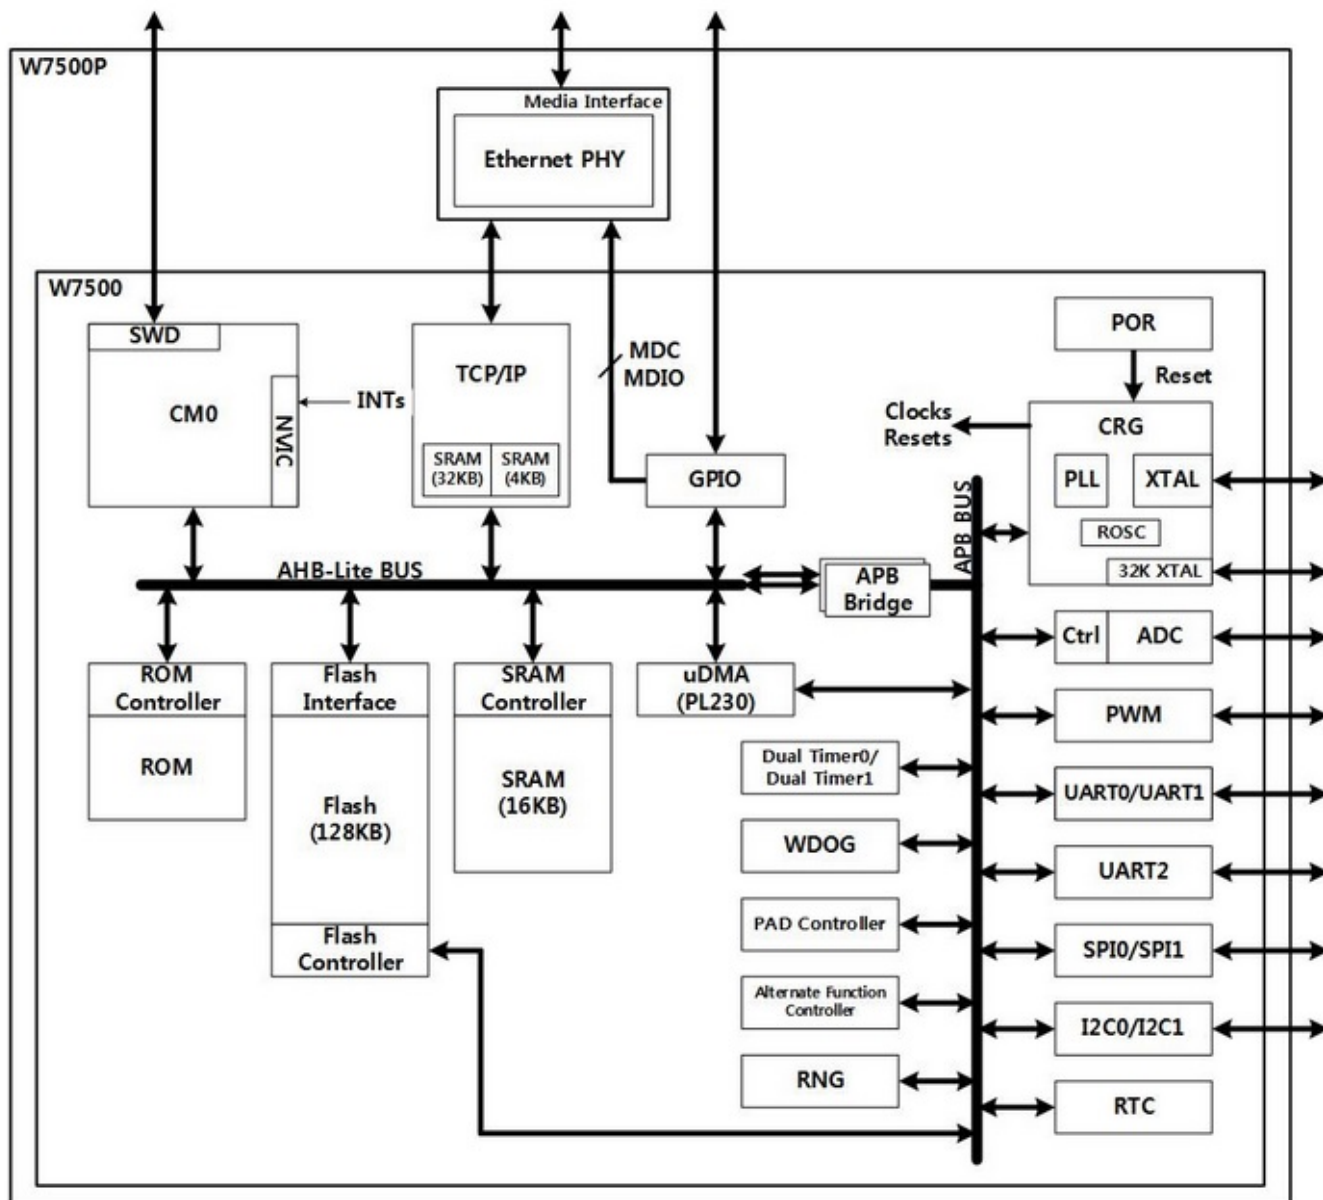 W7500P
Media Interface
Ethernet PHY
W7500
SWD
CM0
NVIC
INTs
TCP/IP
SRAM
(32KB)
SRAM
(4KB)
MDC
MDIO
GPIO
POR
Reset
Clocks
Resets
CRG
PLL
XTAL
ROSC
32K XTAL
APB BUS
AHB-Lite BUS
APB
Bridge
Ctrl
ADC
ROM
Controller
ROM
Flash
Interface
Flash
(128KB)
Flash
Controller
SRAM
Controller
SRAM
(16KB)
uDMA
(PL230)
PWM
Dual Timer0/
Dual Timer1
UART0/UART1
WDOG
UART2
PAD Controller
SPI0/SPI1
Alternate Function
Controller
I2C0/I2C1
RNG
RTC